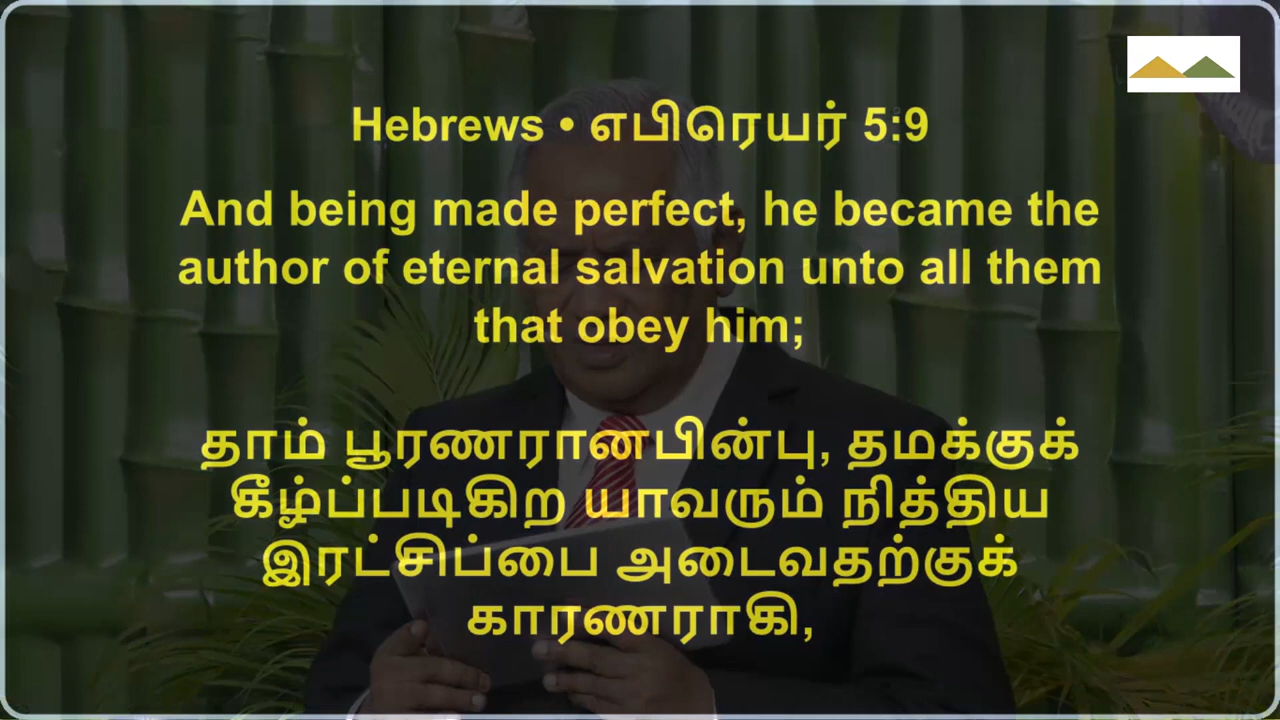 Hebrews • எபிரெயர் 5:9
And being made perfect, he became the
author of eternal salvation unto all them
that obey him;
தாம் பூரணரானபின்பு, தமக்குக்
கீழ்ப்படிகிற யாவரும் நித்திய
இரட்சிப்பை அடைவதற்குக்
காரணராகி,